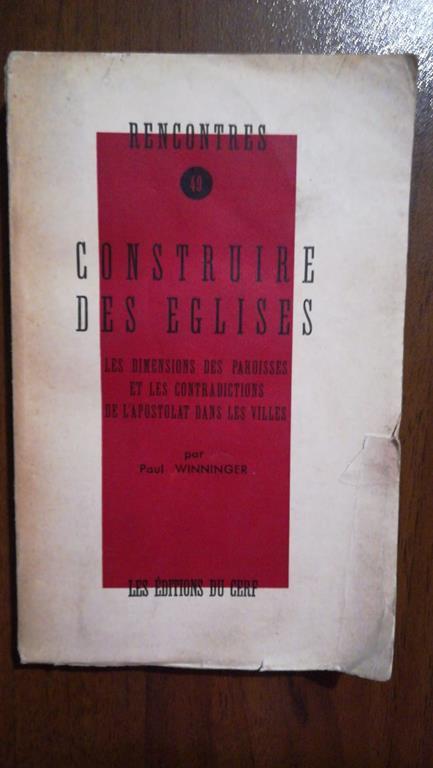 RENCONTRES
49
CONSTRUIRE
DES EGLISES
LES DIMENSIONS DES PAROISSES
ET LES CONTRADICTIONS
DE L'APOSTOLAT DANS LES VILLES
par
Paul WINNINGER
LES ÉDITIONS DU CERF